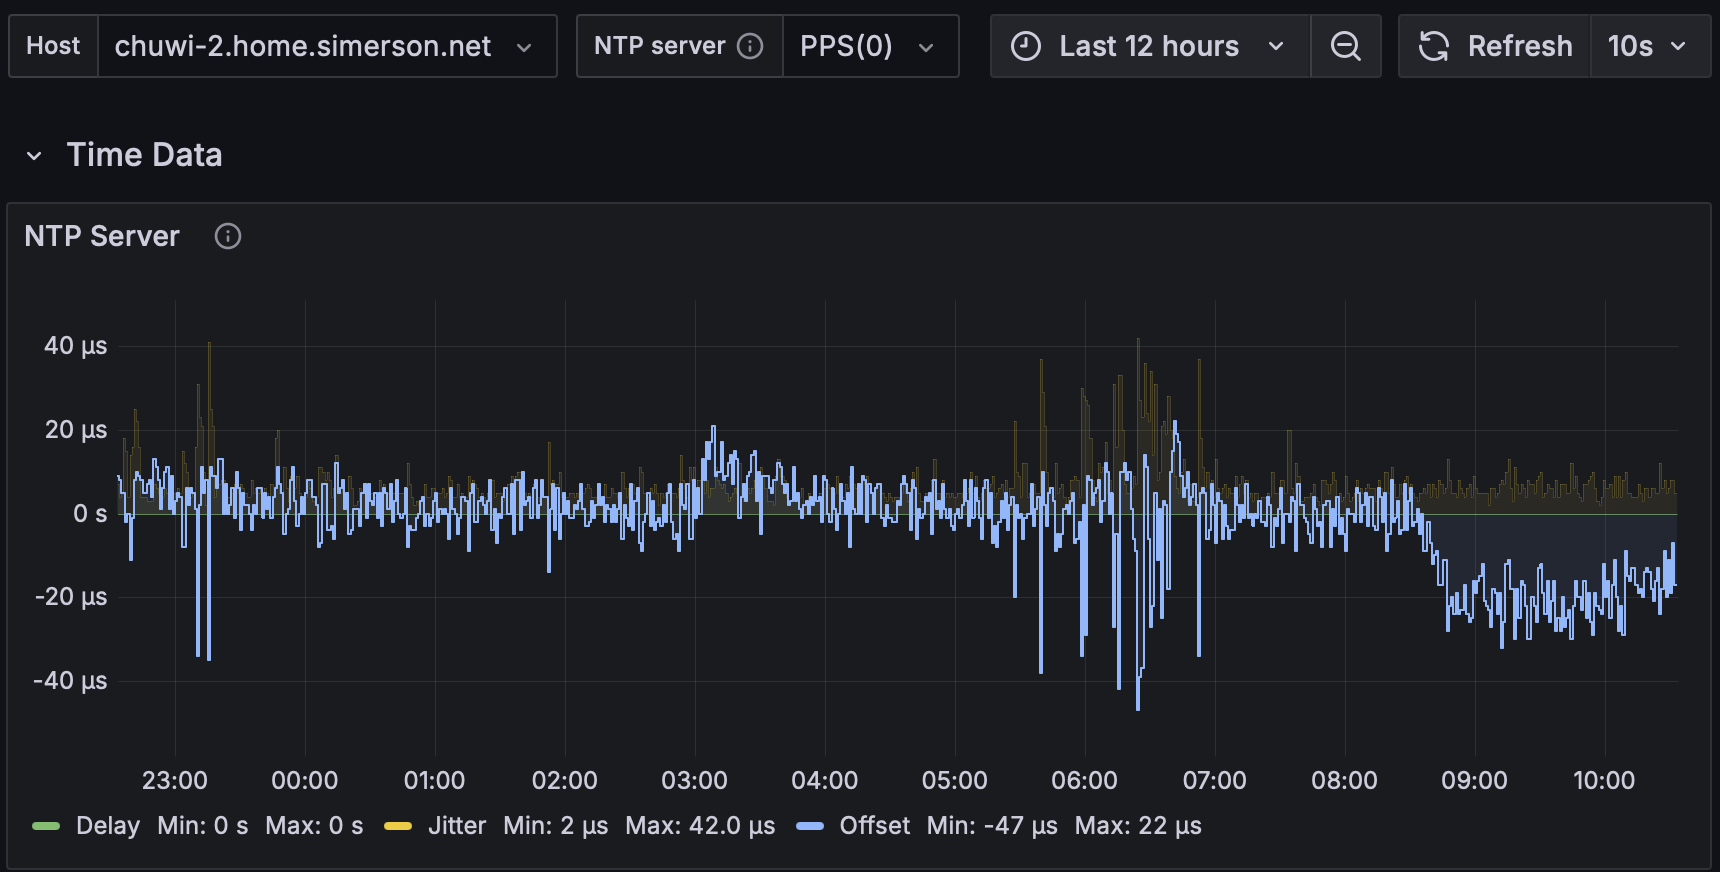 Host chuwi-2.home.simerson.net NTP server PPS(0) Last 12 hours Refresh 10s
Time Data
NTP Server
40 µs
20 µs
0 s
-20 µs
-40 µs
23:00 00:00 01:00 02:00 03:00 04:00 05:00 06:00 07:00 08:00 09:00 10:00
Delay Min: 0 s Max: 0 s Jitter Min: 2 µs Max: 42.0 µs Offset Min: -47 µs Max: 22 µs